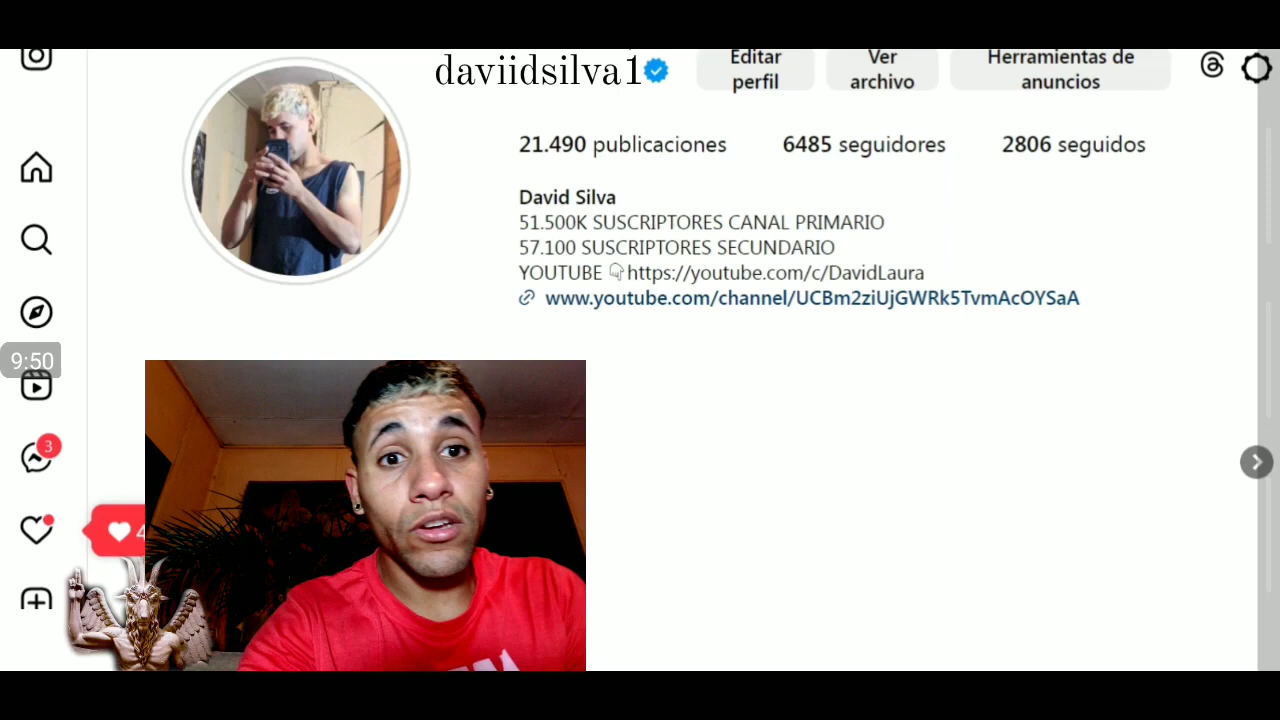 daviidsilva1
Editar perfil
Ver archivo
Herramientas de anuncios
21.490 publicaciones
6485 seguidores
2806 seguidos
David Silva
51.500K SUSCRIPTORES CANAL PRIMARIO
57.100 SUSCRIPTORES SECUNDARIO
YOUTUBE 👇https://youtube.com/c/DavidLaura
www.youtube.com/channel/UCBm2ziUjGWRk5TvmAcOYSaA
9:50
3
4